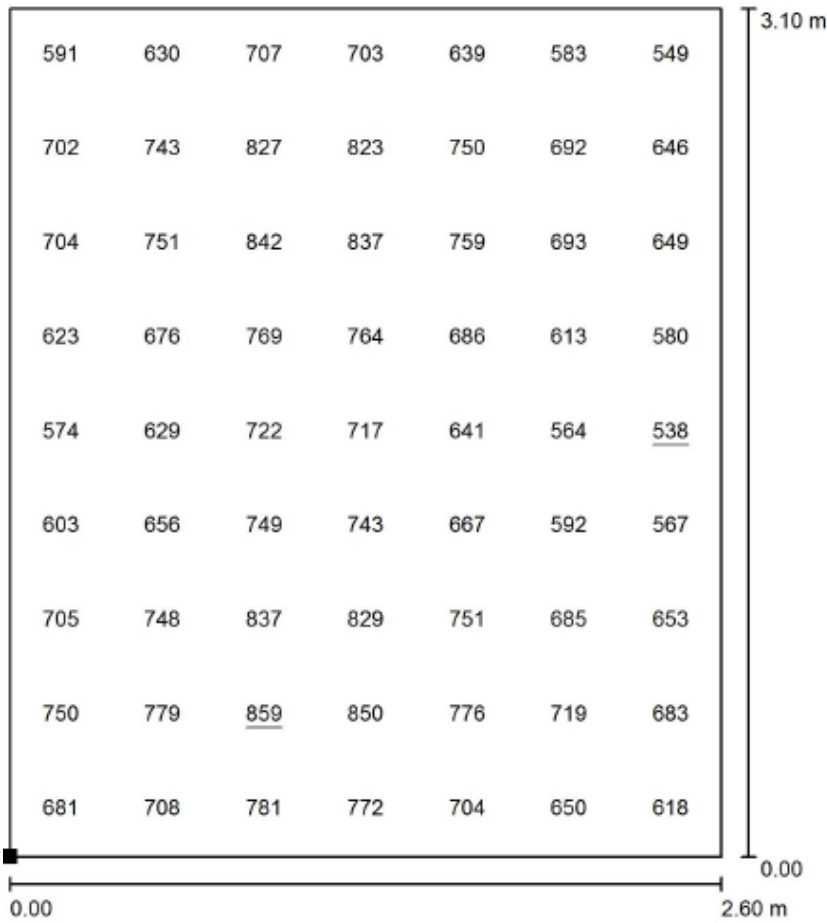 3.10 m
591 630 707 703 639 583 549
702 743 827 823 750 692 646
704 751 842 837 759 693 649
623 676 769 764 686 613 580
574 629 722 717 641 564 538
603 656 749 743 667 592 567
705 748 837 829 751 685 653
750 779 859 850 776 719 683
681 708 781 772 704 650 618
0.00
0.00 2.60 m